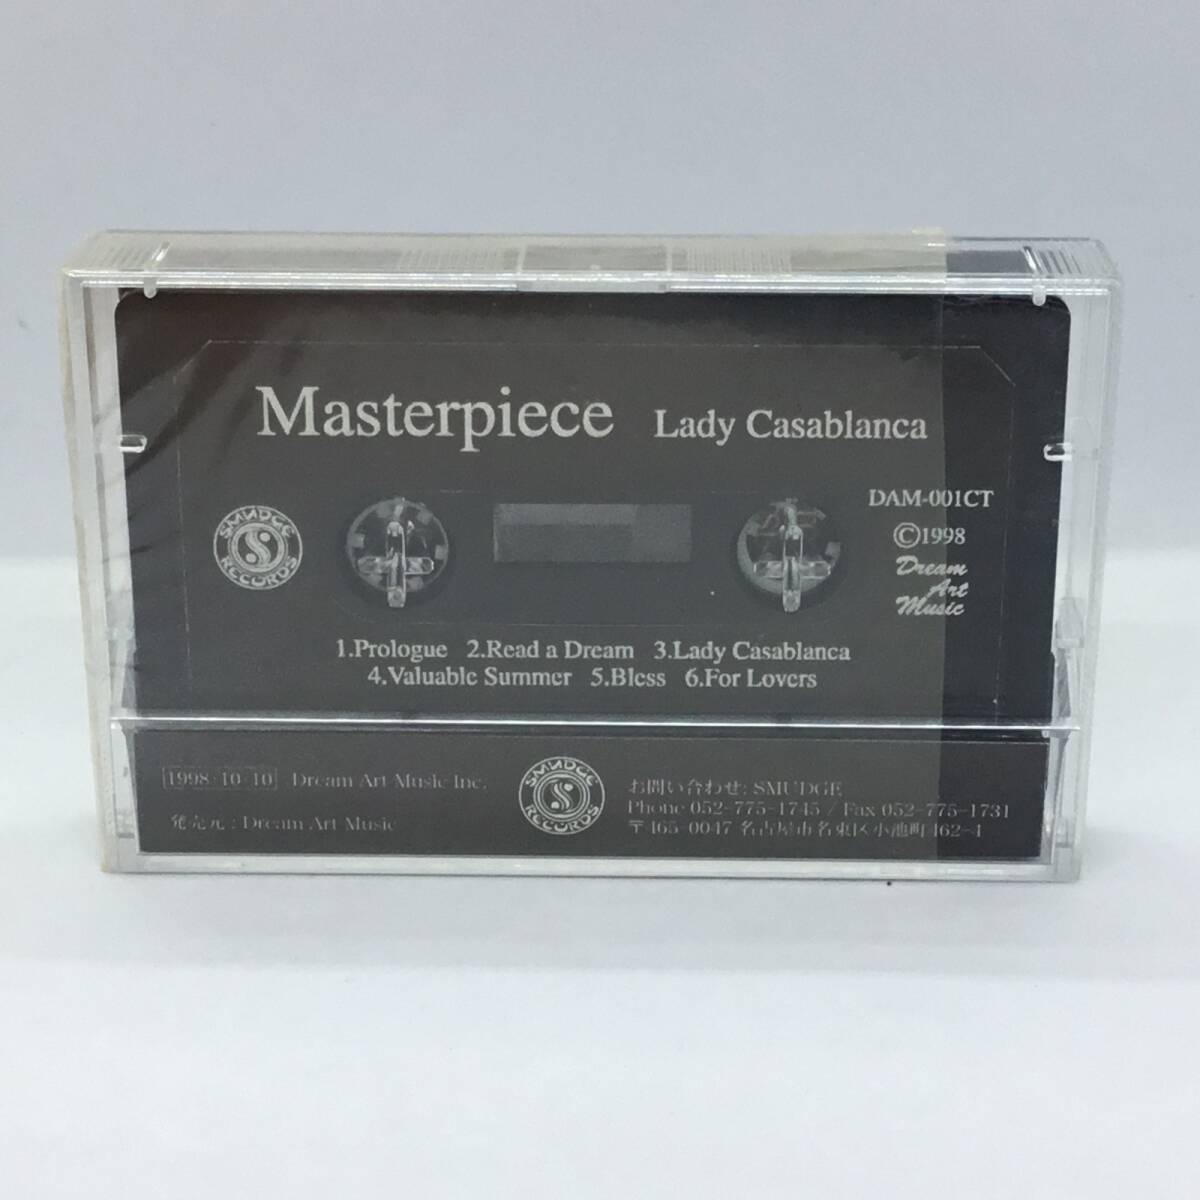 Masterpiece Lady Casablanca
DAM-001CT
©1998
Dream
Art
Music
SMUDGE
S
RECORDS
1.Prologue 2.Read a Dream 3.Lady Casablanca
4.Valuable Summer 5.Bless 6.For Lovers
1998・10・10 Dream Art Music Inc.
発売元 : Dream Art Music
SMUDGE
S
RECORDS
お問い合わせ: SMUDGE
Phone 052-775-1745 / Fax 052-775-1731
〒465-0047 名古屋市名東区小池町462-4